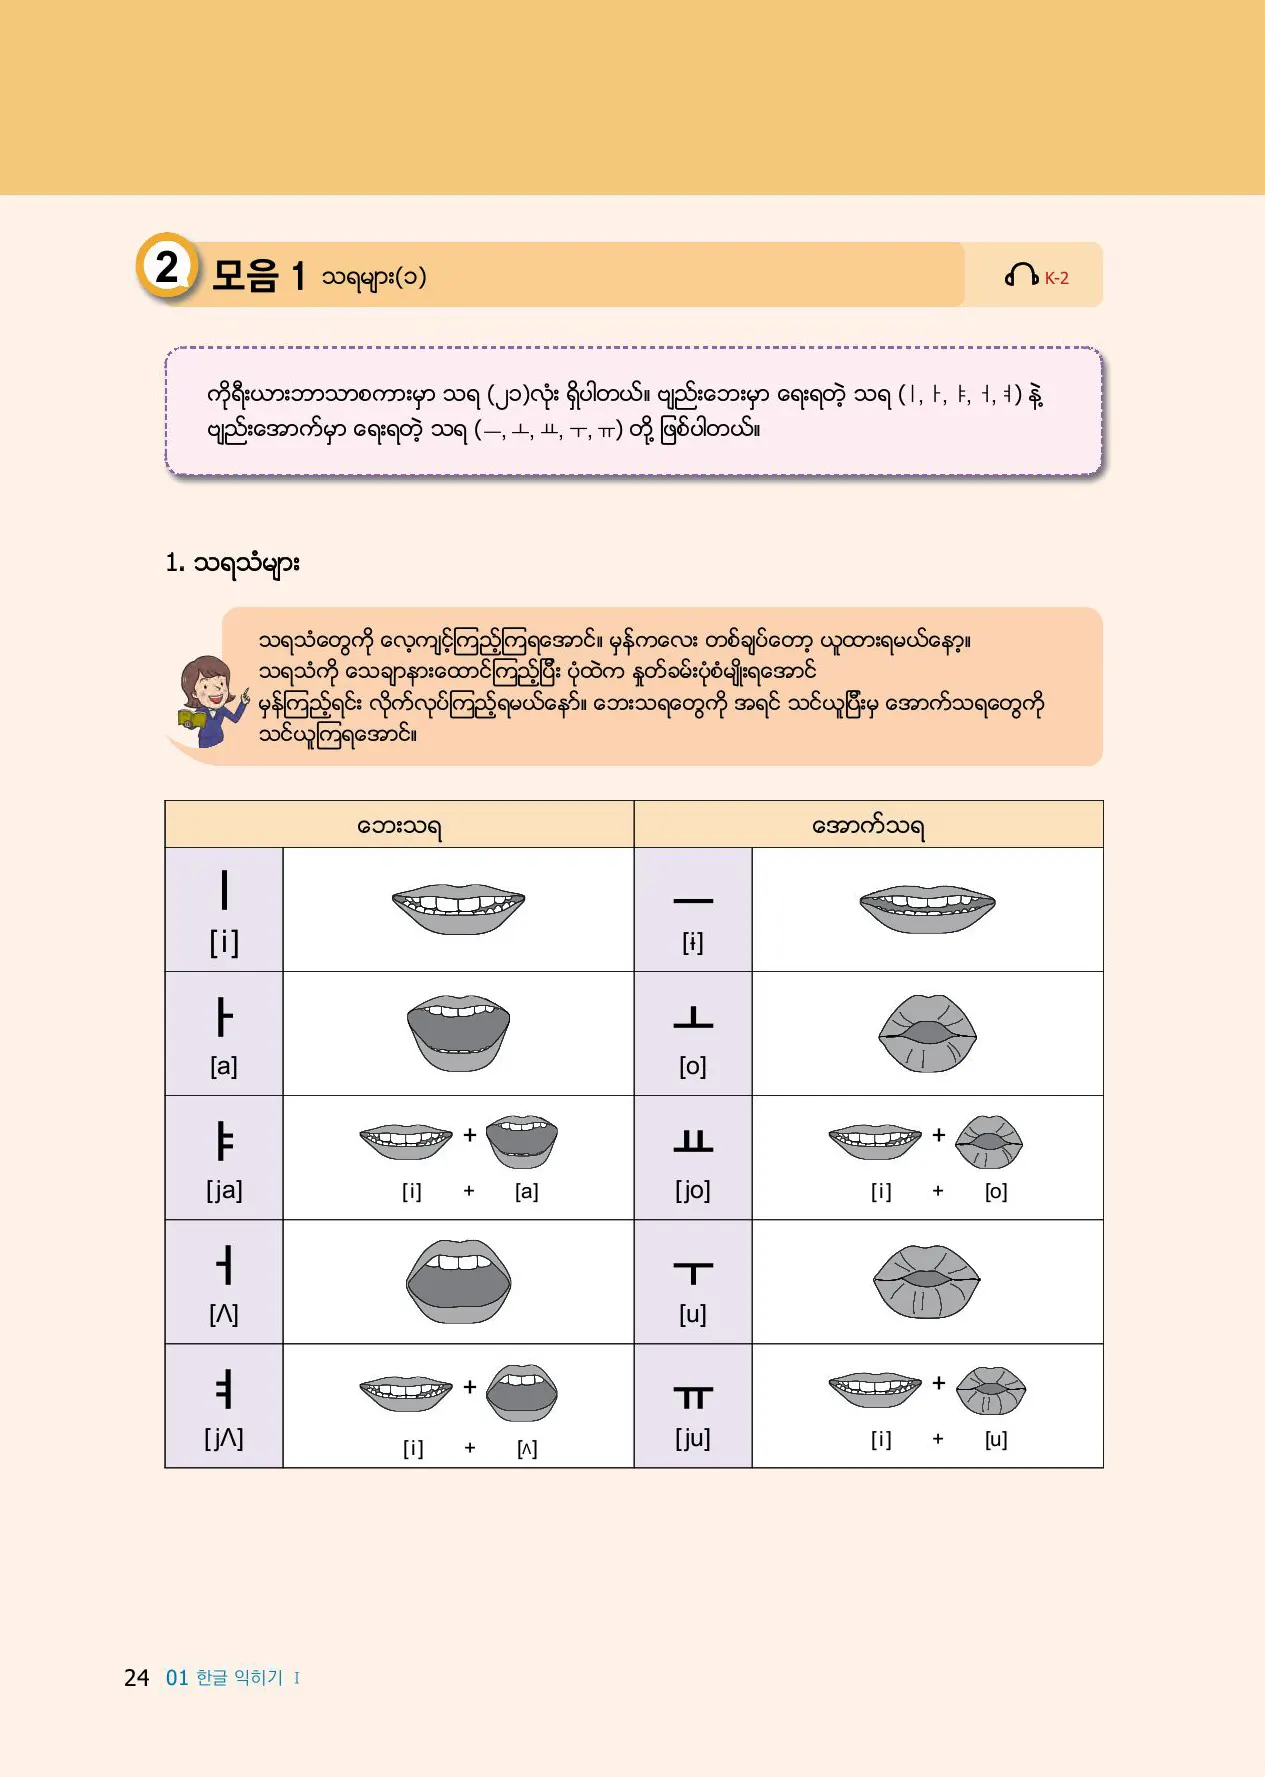 2 모음 1 သရများ(၁) K-2
ကိုရီးယားဘာသာစကားမှာ သရ (၂၁)လုံး ရှိပါတယ်။ ဗျည်းဘေးမှာ ရေးရတဲ့ သရ (ㅣ, ㅏ, ㅑ, ㅓ, ㅕ) နဲ့
ဗျည်းအောက်မှာ ရေးရတဲ့ သရ (ㅡ, ㅗ, ㅛ, ㅜ, ㅠ) တို့ ဖြစ်ပါတယ်။
1. သရသံများ
သရသံတွေကို လေ့ကျင့်ကြည့်ကြရအောင်။ မှန်ကလေး တစ်ချပ်တော့ ယူထားရမယ်နော့။
သရသံကို သေချာနားထောင်ကြည့်ပြီး ပုံထဲက နှုတ်ခမ်းပုံစံမျိုးရအောင်
မှန်ကြည့်ရင်း လိုက်လုပ်ကြည့်ရမယ်နော်။ ဘေးသရတွေကို အရင် သင်ယူပြီးမှ အောက်သရတွေကို
သင်ယူကြရအောင်။
ဘေးသရ အောက်သရ
ㅣ ㅡ
[i] [ɨ]
ㅏ ㅗ
[a] [o]
ㅑ + ㅛ +
[ja] [i] + [a] [jo] [i] + [o]
ㅓ ㅜ
[Λ] [u]
ㅕ + ㅠ +
[jΛ] [i] + [ʌ] [ju] [i] + [u]
24 01 한글 익히기 Ⅰ